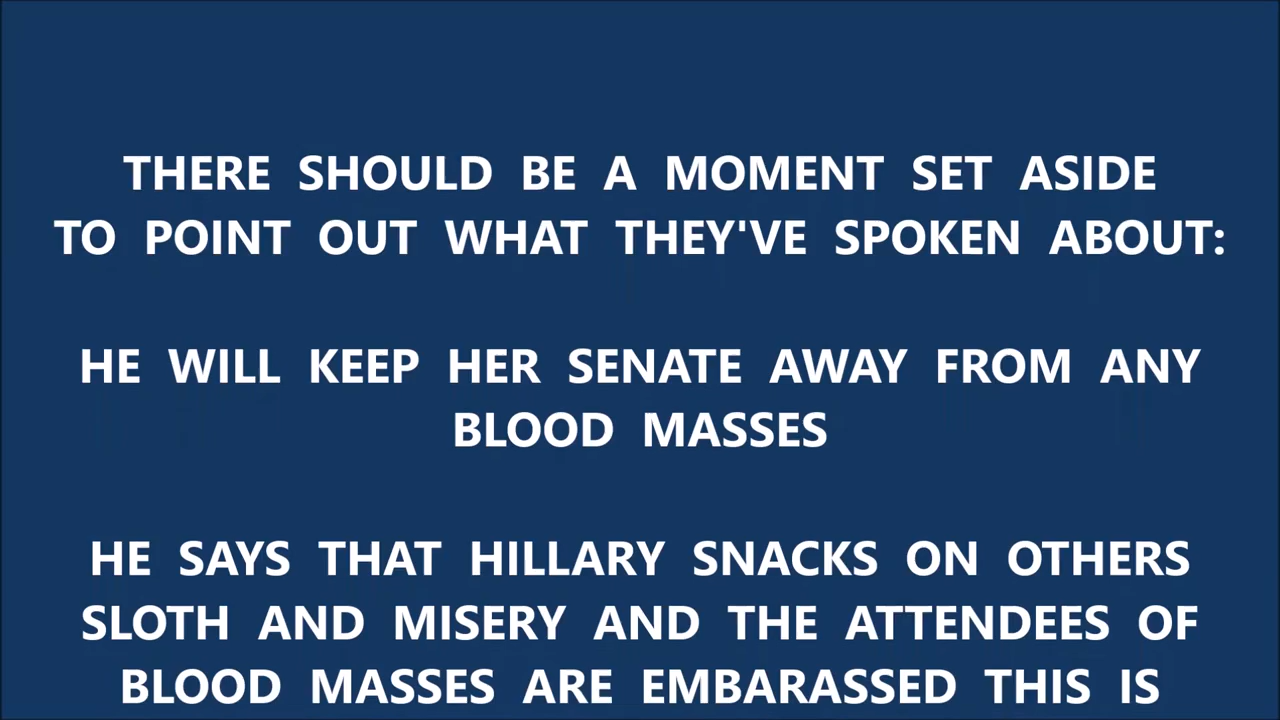 THERE SHOULD BE A MOMENT SET ASIDE
TO POINT OUT WHAT THEY'VE SPOKEN ABOUT:
HE WILL KEEP HER SENATE AWAY FROM ANY
BLOOD MASSES
HE SAYS THAT HILLARY SNACKS ON OTHERS
SLOTH AND MISERY AND THE ATTENDEES OF
BLOOD MASSES ARE EMBARASSED THIS IS